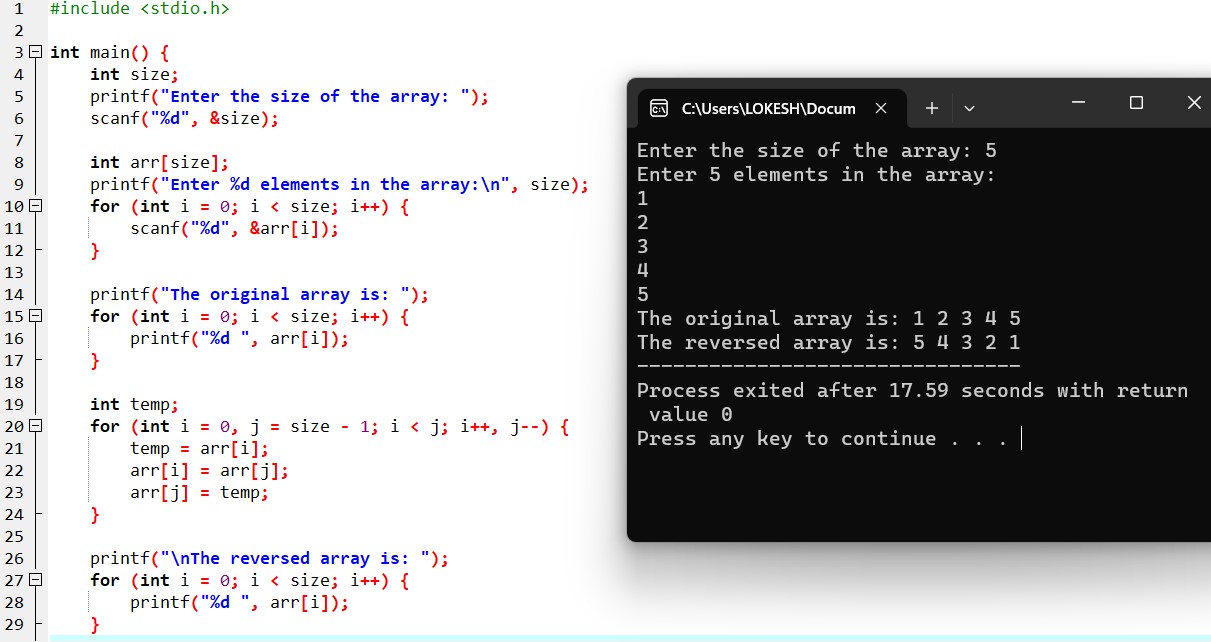 1 #include <stdio.h>
2
3 int main() {
4 int size;
5 printf("Enter the size of the array: ");
6 scanf("%d", &size);
7
8 int arr[size];
9 printf("Enter %d elements in the array:\n", size);
10 for (int i = 0; i < size; i++) {
11 scanf("%d", &arr[i]);
12 }
13
14 printf("The original array is: ");
15 for (int i = 0; i < size; i++) {
16 printf("%d ", arr[i]);
17 }
18
19 int temp;
20 for (int i = 0, j = size - 1; i < j; i++, j--) {
21 temp = arr[i];
22 arr[i] = arr[j];
23 arr[j] = temp;
24 }
25
26 printf("\nThe reversed array is: ");
27 for (int i = 0; i < size; i++) {
28 printf("%d ", arr[i]);
29 }
C:\Users\LOKESH\Docum
Enter the size of the array: 5
Enter 5 elements in the array:
1
2
3
4
5
The original array is: 1 2 3 4 5
The reversed array is: 5 4 3 2 1
--------------------------------
Process exited after 17.59 seconds with return
value 0
Press any key to continue . . .